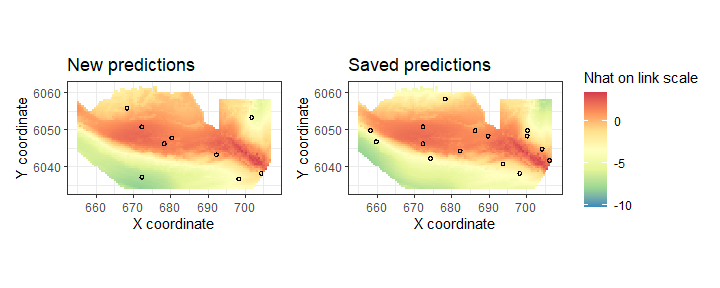 New predictions
Saved predictions
Nhat on link scale
Y coordinate
6060
6050
6040
660 670 680 690 700
X coordinate
Y coordinate
6060
6050
6040
660 670 680 690 700
X coordinate
0
-5
-10